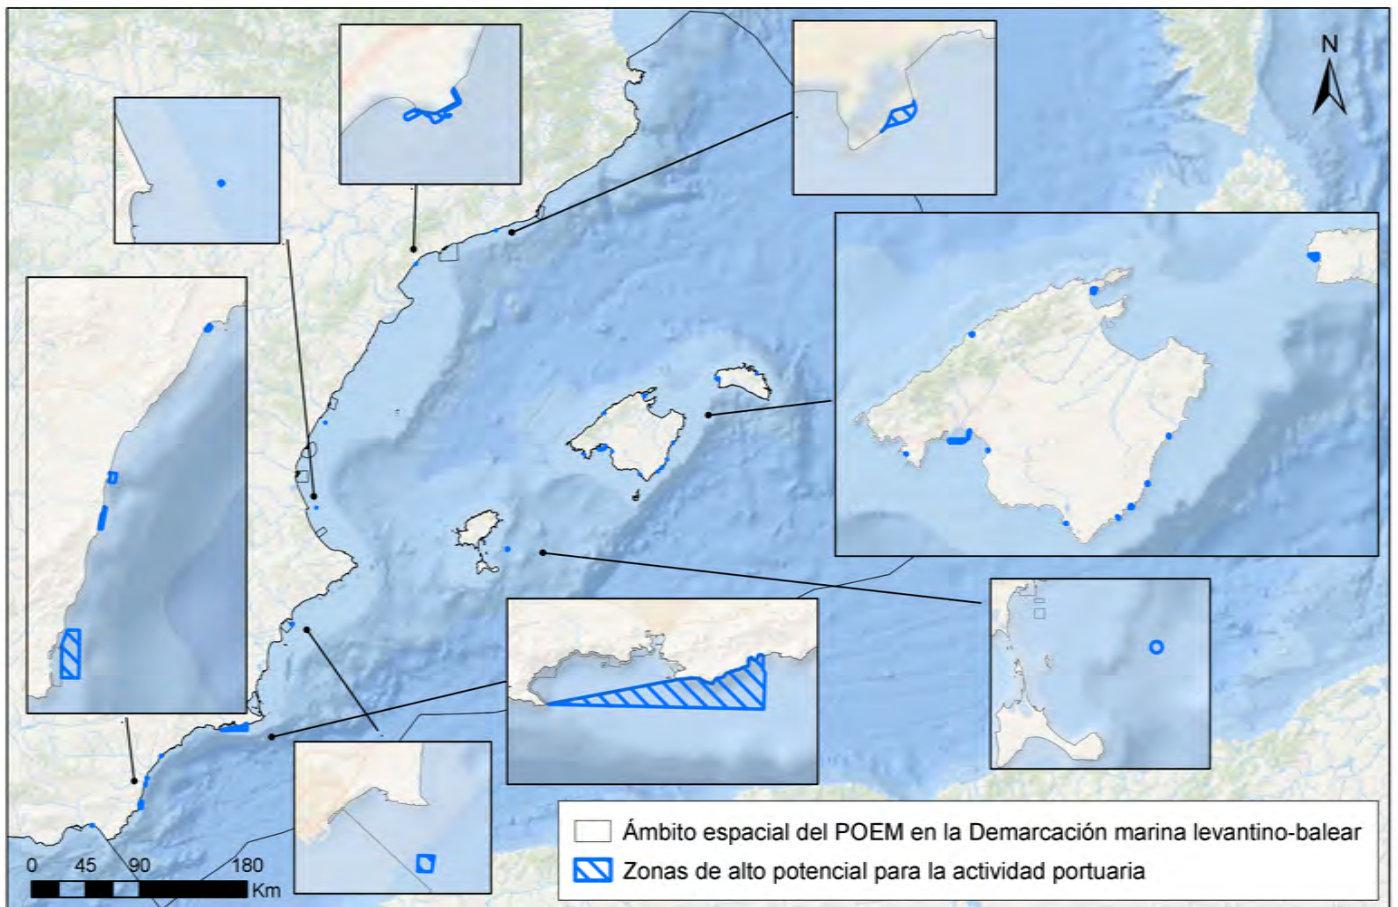 N
Ámbito espacial del POEM en la Demarcación marina levantino-balear
Zonas de alto potencial para la actividad portuaria
0 45 90 180
Km